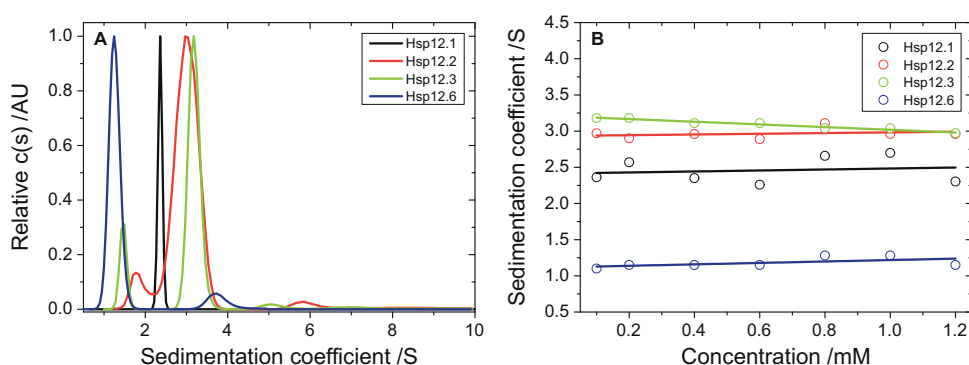 A
Hsp12.1
Hsp12.2
Hsp12.3
Hsp12.6
1.0
0.8
0.6
0.4
0.2
0.0
Relative c(s) /AU
2 4 6 8 10
Sedimentation coefficient /S
B
Hsp12.1
Hsp12.2
Hsp12.3
Hsp12.6
4.5
4.0
3.5
3.0
2.5
2.0
1.5
1.0
0.5
0.0
Sedimentation coefficient /S
0.2 0.4 0.6 0.8 1.0 1.2
Concentration /mM